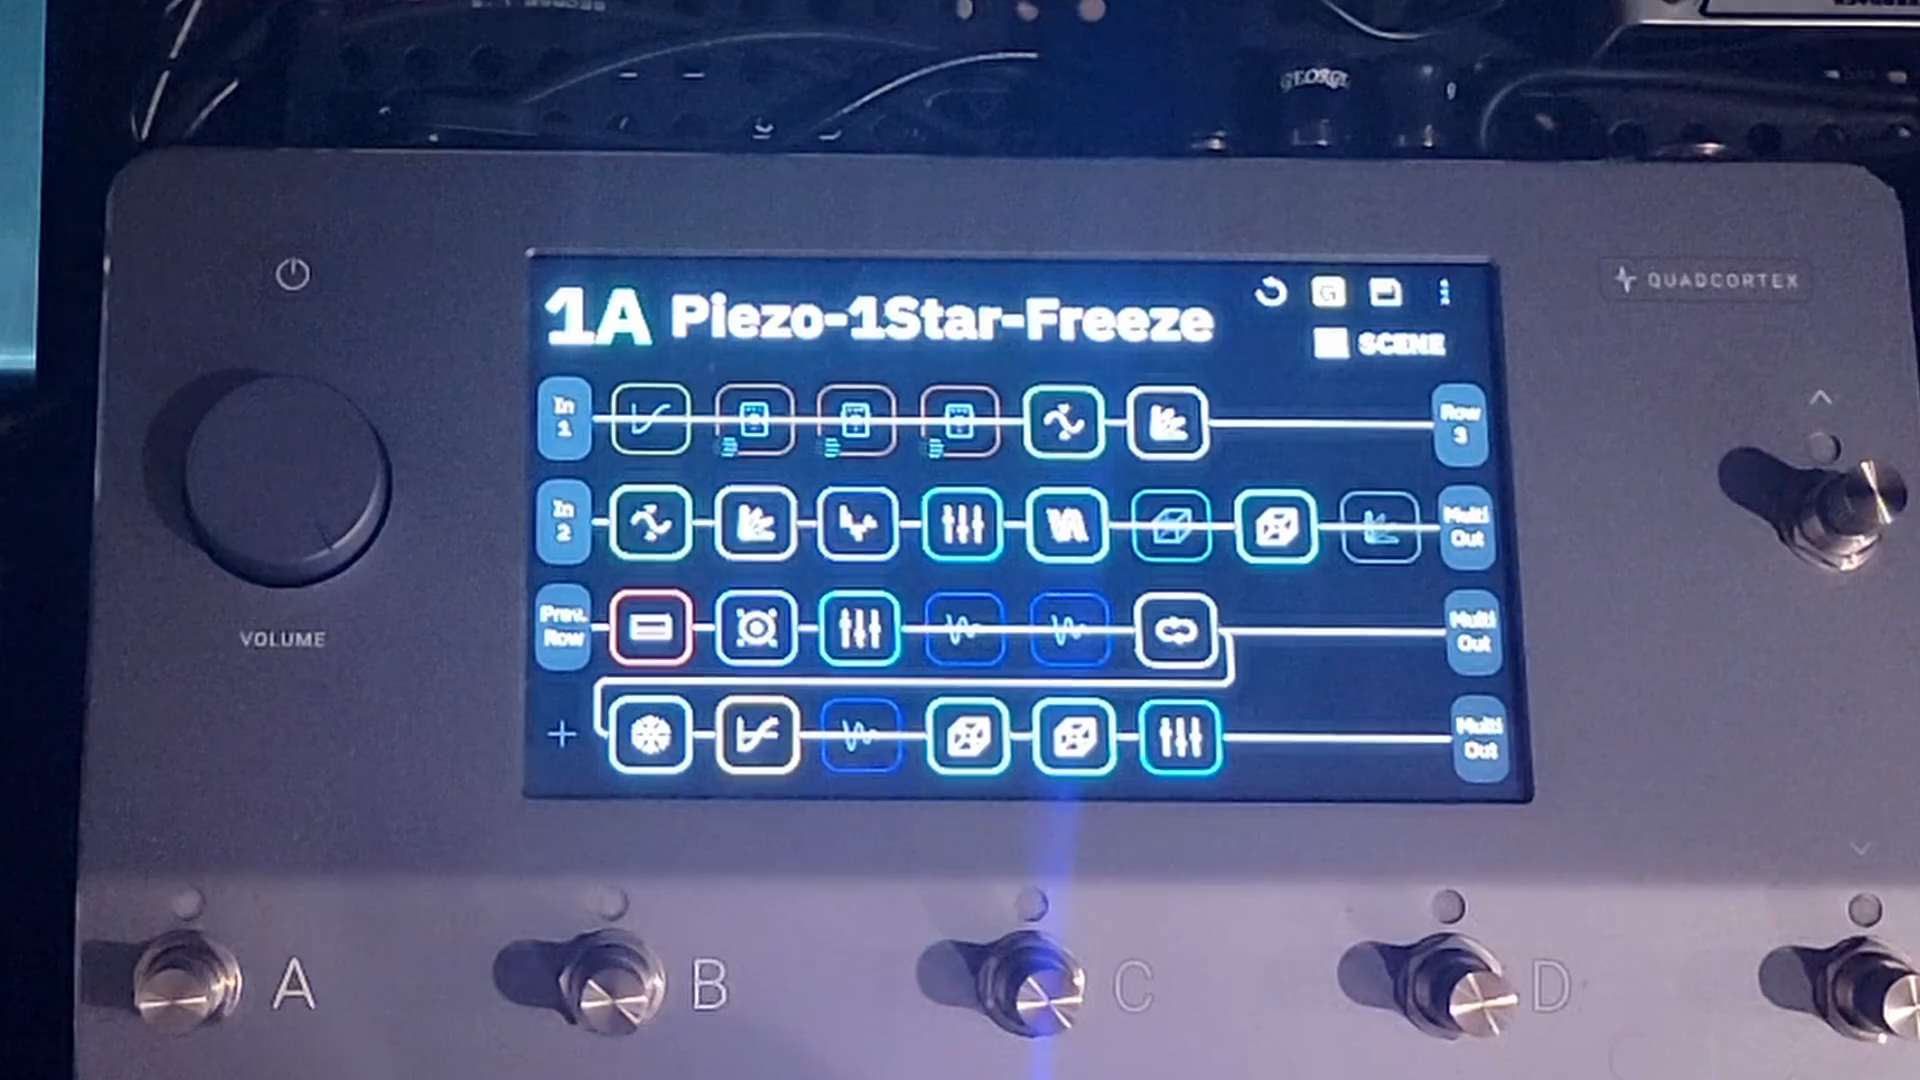 GEORGE
QUADCORTEX
1A Piezo-1Star-Freeze
G
SCENE
In
1
Row
3
In
2
Multi
Out
Prev.
Row
Multi
Out
Multi
Out
VOLUME
A
B
C
D